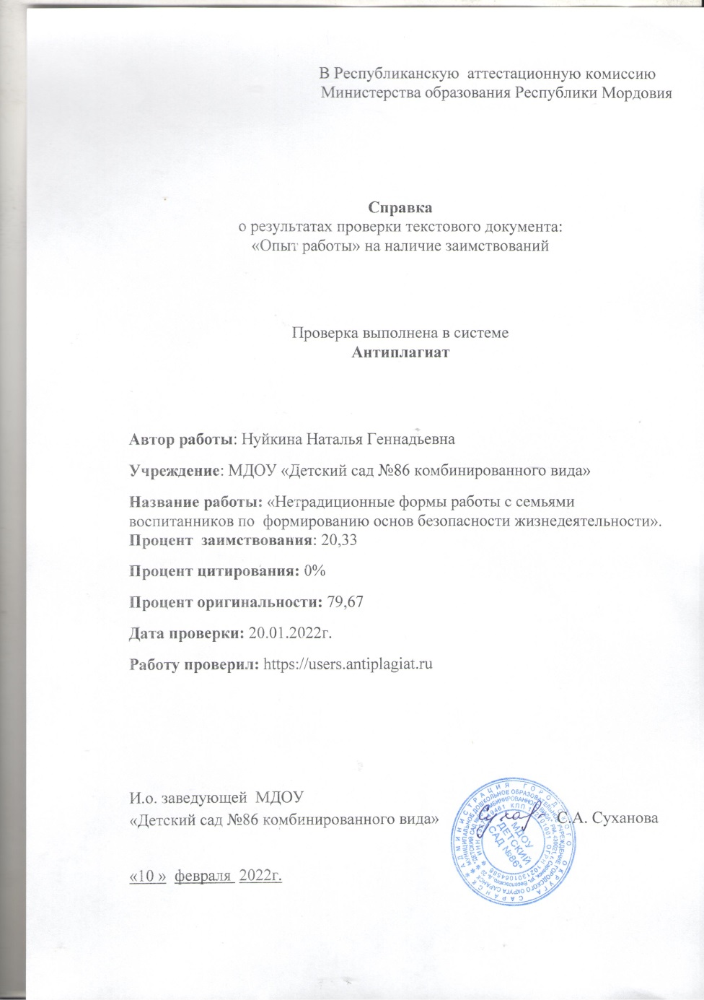 В Республиканскую аттестационную комиссию
Министерства образования Республики Мордовия
Справка
о результатах проверки текстового документа:
«Опыт работы» на наличие заимствований
Проверка выполнена в системе
Антиплагиат
Автор работы: Нуйкина Наталья Геннадьевна
Учреждение: МДОУ «Детский сад №86 комбинированного вида»
Название работы: «Нетрадиционные формы работы с семьями
воспитанников по формированию основ безопасности жизнедеятельности».
Процент заимствования: 20,33
Процент цитирования: 0%
Процент оригинальности: 79,67
Дата проверки: 20.01.2022г.
Работу проверил: https://users.antiplagiat.ru
И.о. заведующей МДОУ
«Детский сад №86 комбинированного вида»
С.А. Суханова
«10 » февраля 2022г.
АДМИНИСТРАЦИЯ ГОРОДСКОГО ОКРУГА САРАНСК
МДОУ
ДЕТСКИЙ
САД №86"